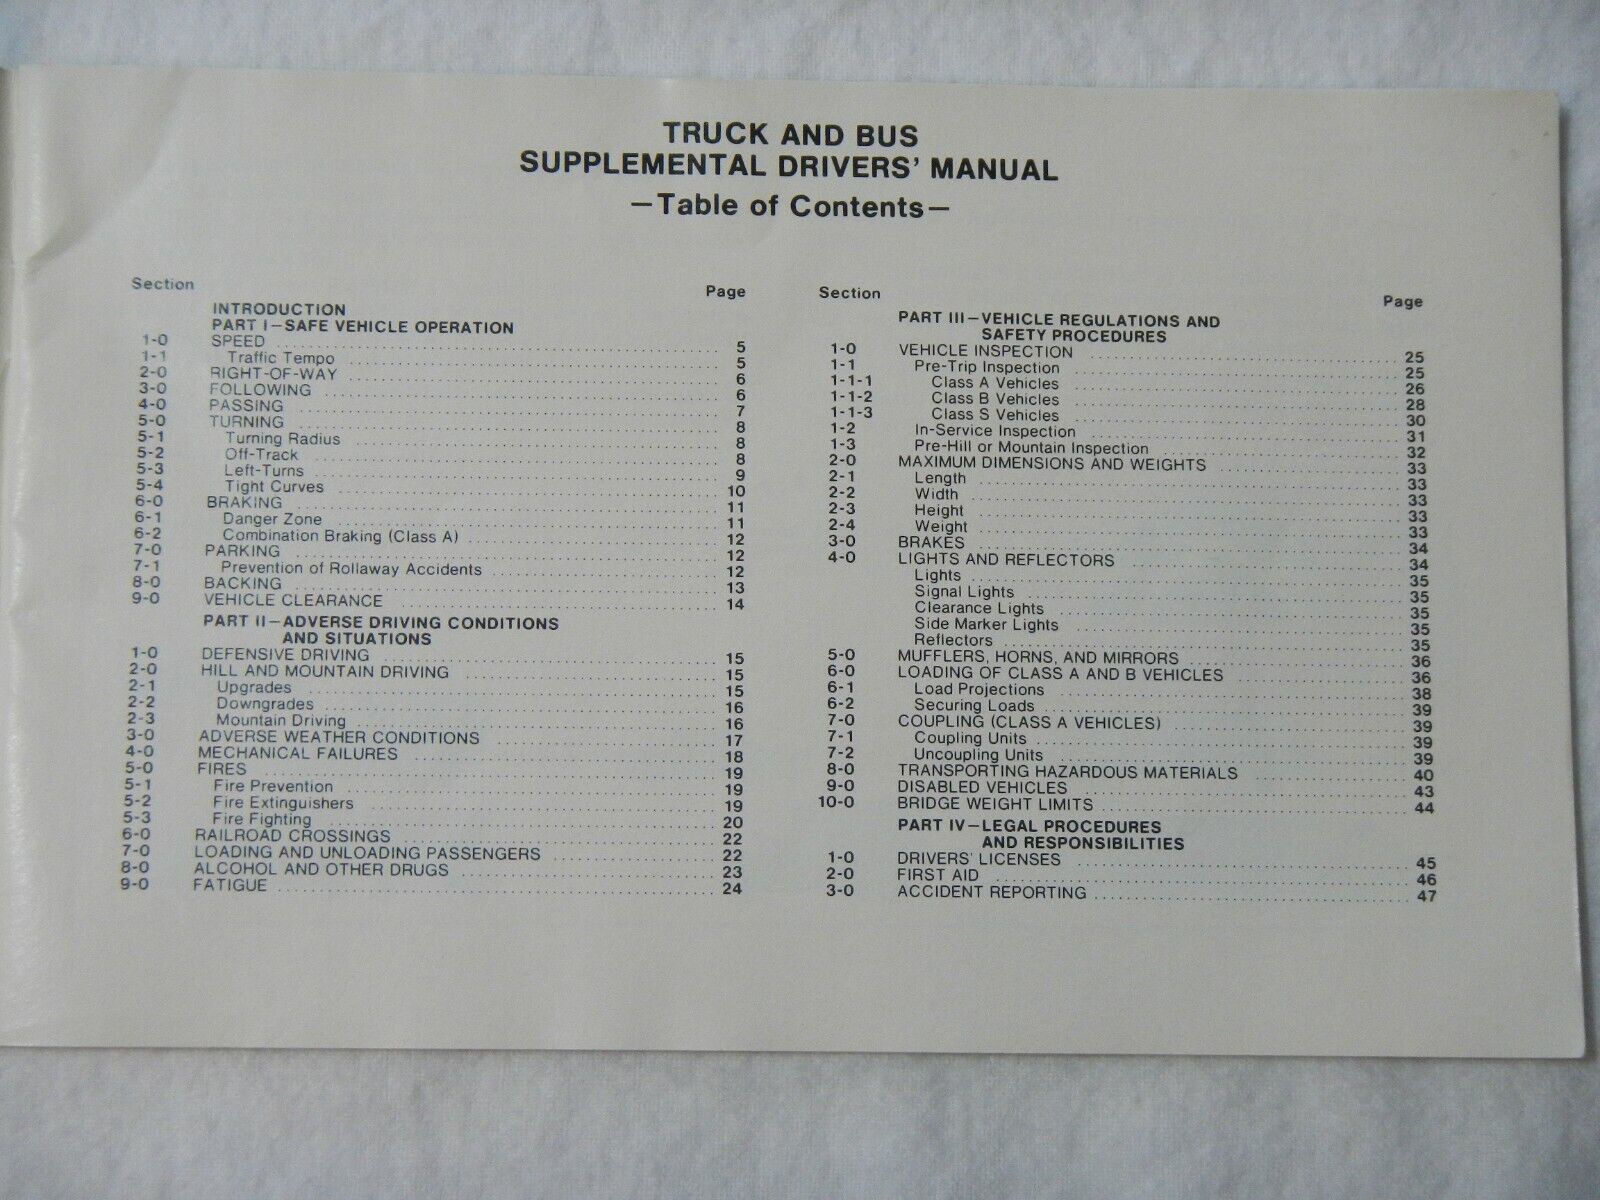 TRUCK AND BUS
SUPPLEMENTAL DRIVERS' MANUAL
—Table of Contents—
Section Page
INTRODUCTION
PART I—SAFE VEHICLE OPERATION
1-0 SPEED 5
1-1 Traffic Tempo 5
2-0 RIGHT-OF-WAY 6
3-0 FOLLOWING 6
4-0 PASSING 7
5-0 TURNING 8
5-1 Turning Radius 8
5-2 Off-Track 8
5-3 Left-Turns 9
5-4 Tight Curves 10
6-0 BRAKING 11
6-1 Danger Zone 11
6-2 Combination Braking (Class A) 12
7-0 PARKING 12
7-1 Prevention of Rollaway Accidents 12
8-0 BACKING 13
9-0 VEHICLE CLEARANCE 14
PART II—ADVERSE DRIVING CONDITIONS
AND SITUATIONS
1-0 DEFENSIVE DRIVING 15
2-0 HILL AND MOUNTAIN DRIVING 15
2-1 Upgrades 15
2-2 Downgrades 16
2-3 Mountain Driving 16
3-0 ADVERSE WEATHER CONDITIONS 17
4-0 MECHANICAL FAILURES 18
5-0 FIRES 19
5-1 Fire Prevention 19
5-2 Fire Extinguishers 19
5-3 Fire Fighting 20
6-0 RAILROAD CROSSINGS 22
7-0 LOADING AND UNLOADING PASSENGERS 22
8-0 ALCOHOL AND OTHER DRUGS 23
9-0 FATIGUE 24
Section Page
PART III—VEHICLE REGULATIONS AND
SAFETY PROCEDURES
1-0 VEHICLE INSPECTION 25
1-1 Pre-Trip Inspection 25
1-1-1 Class A Vehicles 26
1-1-2 Class B Vehicles 28
1-1-3 Class S Vehicles 30
1-2 In-Service Inspection 31
1-3 Pre-Hill or Mountain Inspection 32
2-0 MAXIMUM DIMENSIONS AND WEIGHTS 33
2-1 Length 33
2-2 Width 33
2-3 Height 33
2-4 Weight 33
3-0 BRAKES 34
4-0 LIGHTS AND REFLECTORS 34
Lights 35
Signal Lights 35
Clearance Lights 35
Side Marker Lights 35
Reflectors 35
5-0 MUFFLERS, HORNS, AND MIRRORS 36
6-0 LOADING OF CLASS A AND B VEHICLES 36
6-1 Load Projections 38
6-2 Securing Loads 39
7-0 COUPLING (CLASS A VEHICLES) 39
7-1 Coupling Units 39
7-2 Uncoupling Units 39
8-0 TRANSPORTING HAZARDOUS MATERIALS 40
9-0 DISABLED VEHICLES 43
10-0 BRIDGE WEIGHT LIMITS 44
PART IV—LEGAL PROCEDURES
AND RESPONSIBILITIES
1-0 DRIVERS' LICENSES 45
2-0 FIRST AID 46
3-0 ACCIDENT REPORTING 47